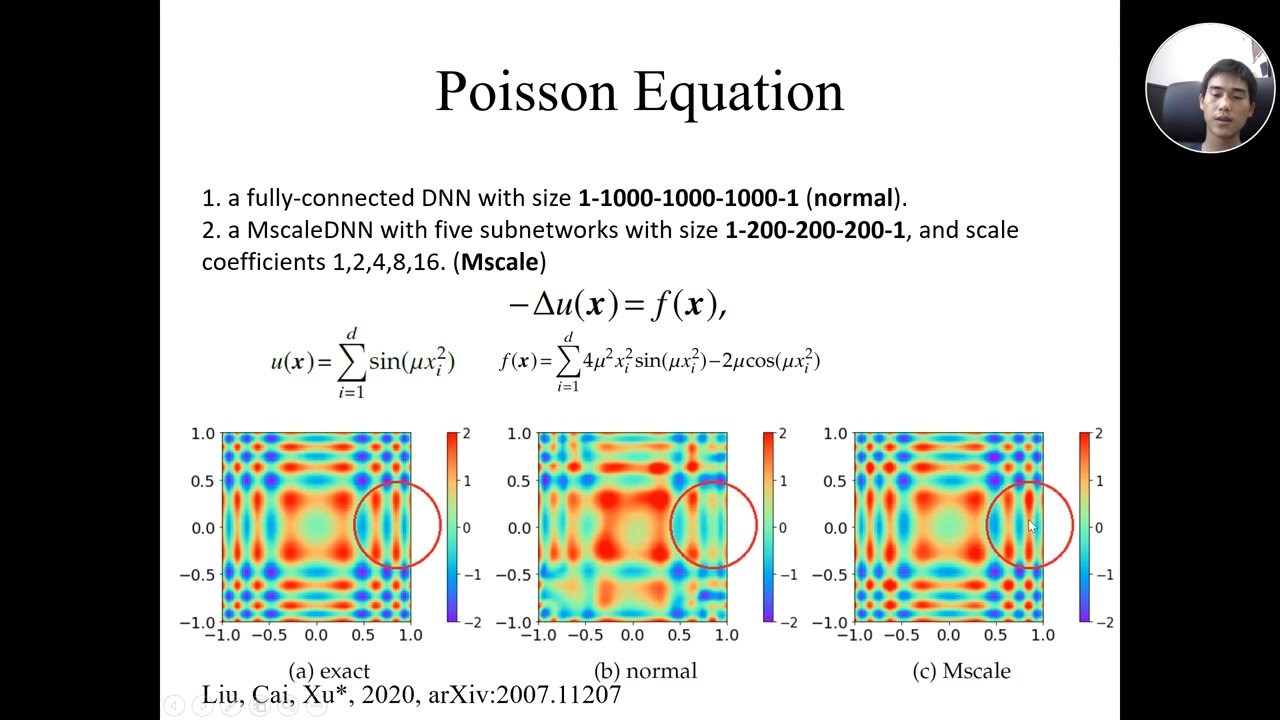 Poisson Equation
1. a fully-connected DNN with size 1-1000-1000-1000-1 (normal).
2. a MscaleDNN with five subnetworks with size 1-200-200-200-1, and scale
coefficients 1,2,4,8,16. (Mscale)
−Δu(x)=f(x),
u(x)=∑_{i=1}^{d} sin(μx_i^2)
f(x)=∑_{i=1}^{d} 4μ^2x_i^2sin(μx_i^2)−2μcos(μx_i^2)
1.0
0.5
0.0
−0.5
−1.0
−1.0 −0.5 0.0 0.5 1.0
2
1
0
−1
−2
(a) exact
1.0
0.5
0.0
−0.5
−1.0
−1.0 −0.5 0.0 0.5 1.0
2
1
0
−1
−2
(b) normal
1.0
0.5
0.0
−0.5
−1.0
−1.0 −0.5 0.0 0.5 1.0
2
1
0
−1
−2
(c) Mscale
Liu, Cai, Xu*, 2020, arXiv:2007.11207